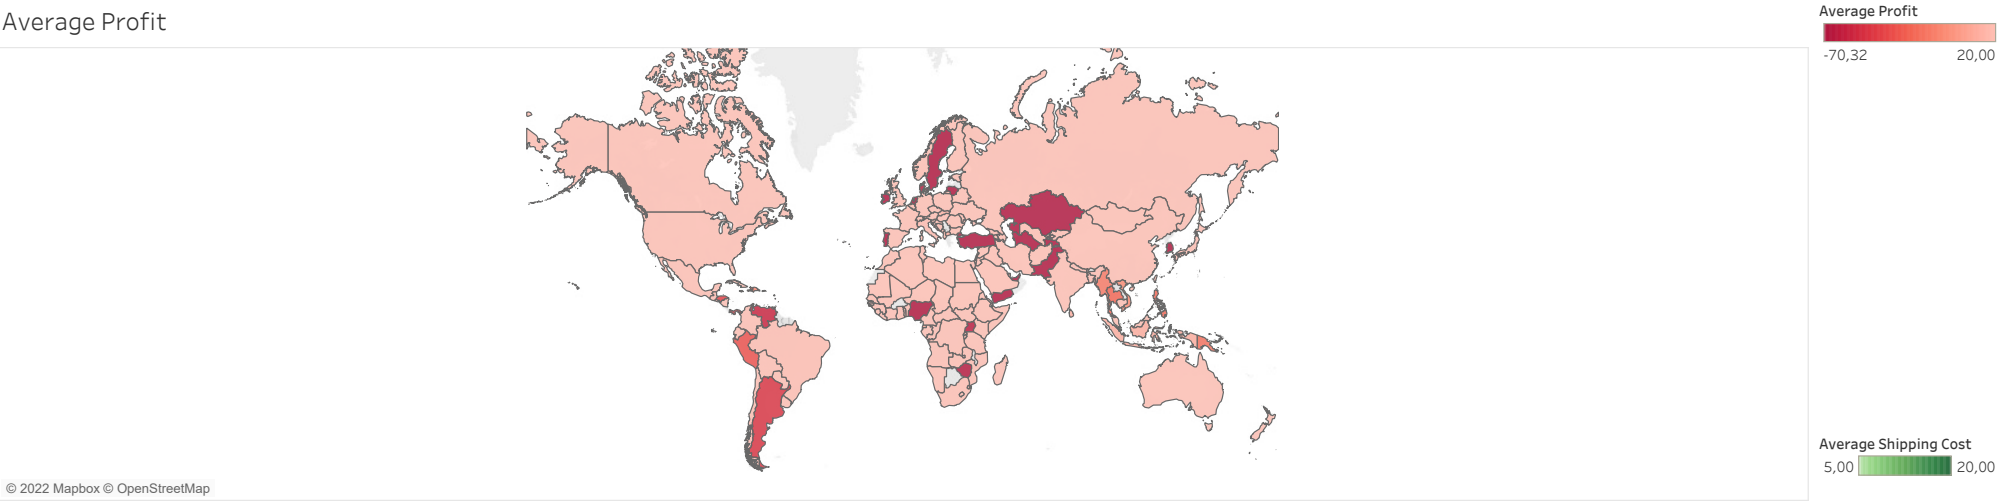 Average Profit
Average Profit
-70,32 20,00
Average Shipping Cost
5,00 20,00
© 2022 Mapbox © OpenStreetMap